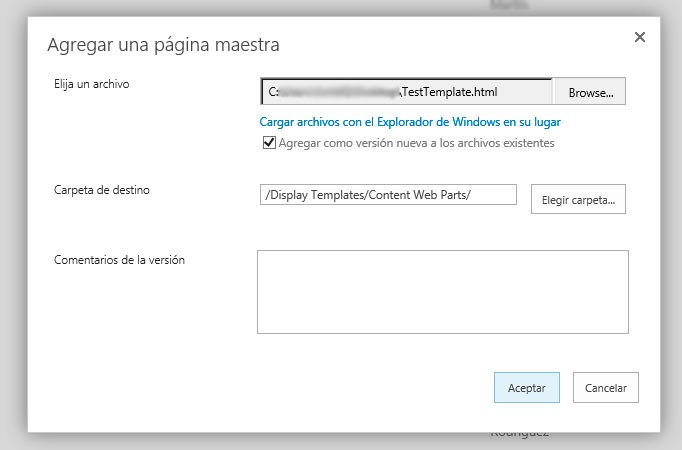 Agregar una página maestra
Elija un archivo
C:
\TestTemplate.html
Browse...
Cargar archivos con el Explorador de Windows en su lugar
Agregar como versión nueva a los archivos existentes
Carpeta de destino
/Display Templates/Content Web Parts/
Elegir carpeta...
Comentarios de la versión
Aceptar
Cancelar